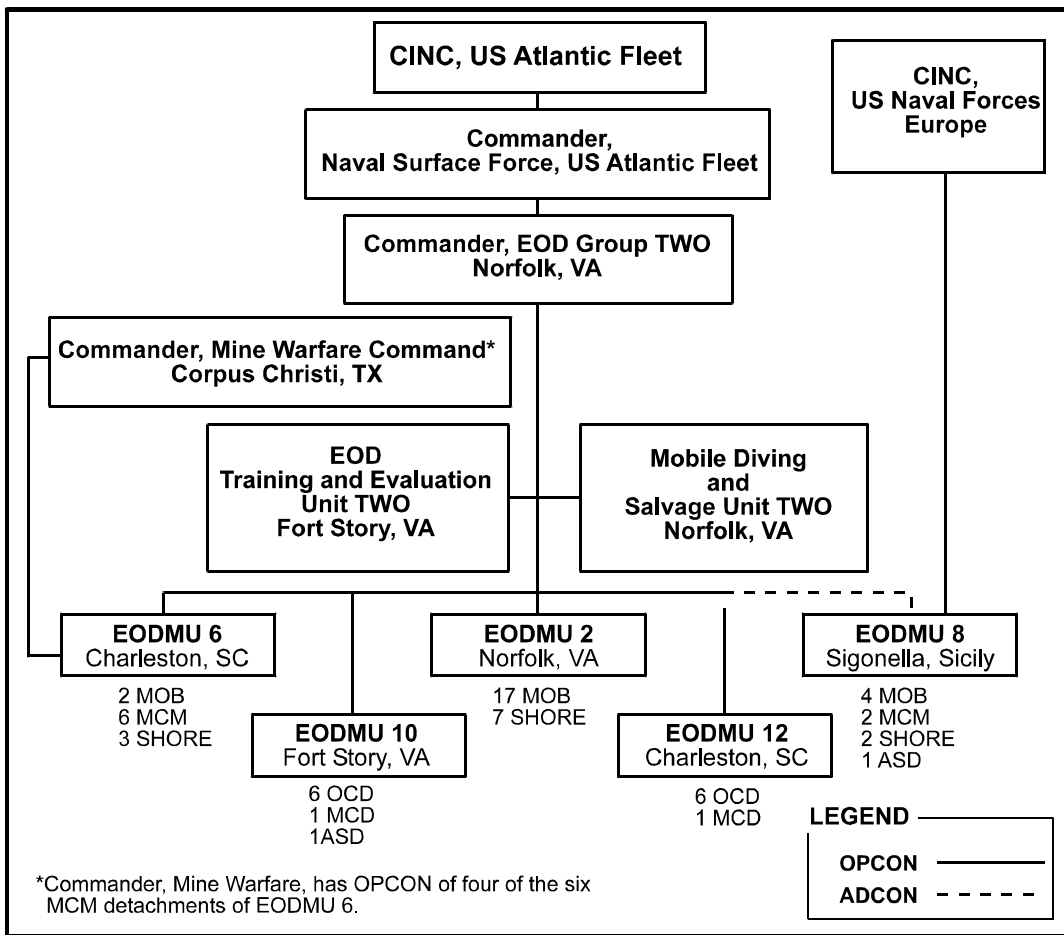 CINC, US Atlantic Fleet
CINC,
US Naval Forces
Europe
Commander,
Naval Surface Force, US Atlantic Fleet
Commander, EOD Group TWO
Norfolk, VA
Commander, Mine Warfare Command*
Corpus Christi, TX
EOD
Training and Evaluation
Unit TWO
Fort Story, VA
Mobile Diving
and
Salvage Unit TWO
Norfolk, VA
EODMU 6
Charleston, SC
2 MOB
6 MCM
3 SHORE
EODMU 10
Fort Story, VA
6 OCD
1 MCD
1ASD
EODMU 2
Norfolk, VA
17 MOB
7 SHORE
EODMU 12
Charleston, SC
6 OCD
1 MCD
EODMU 8
Sigonella, Sicily
4 MOB
2 MCM
2 SHORE
1 ASD
LEGEND
OPCON
ADCON
*Commander, Mine Warfare, has OPCON of four of the six
MCM detachments of EODMU 6.